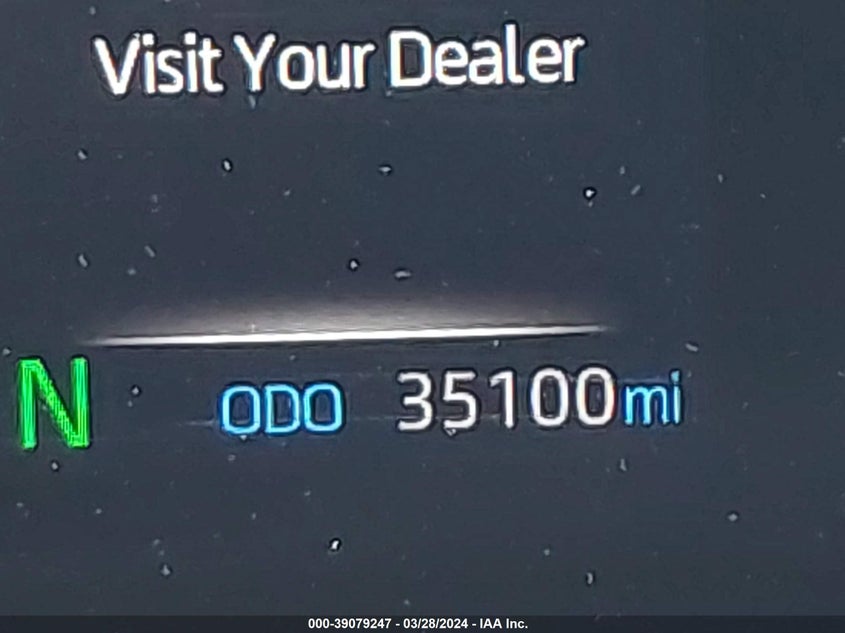 Visit Your Dealer
N ODO 35100mi
000-39079247 - 03/28/2024 - IAA Inc.